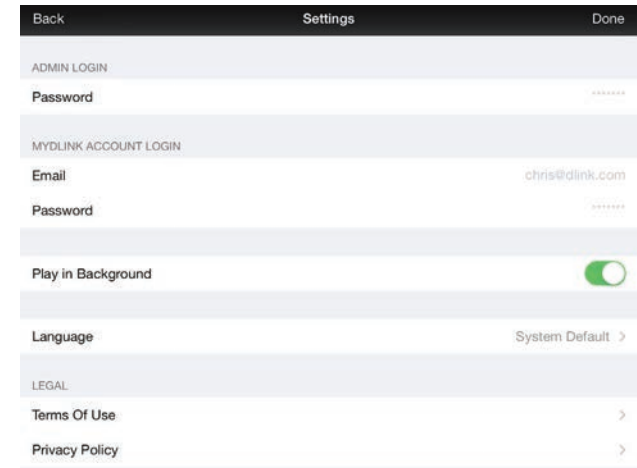 Back Settings Done
ADMIN LOGIN
Password *******
MYDLINK ACCOUNT LOGIN
Email chris@dlink.com
Password *******
Play in Background
Language System Default >
LEGAL
Terms Of Use >
Privacy Policy >